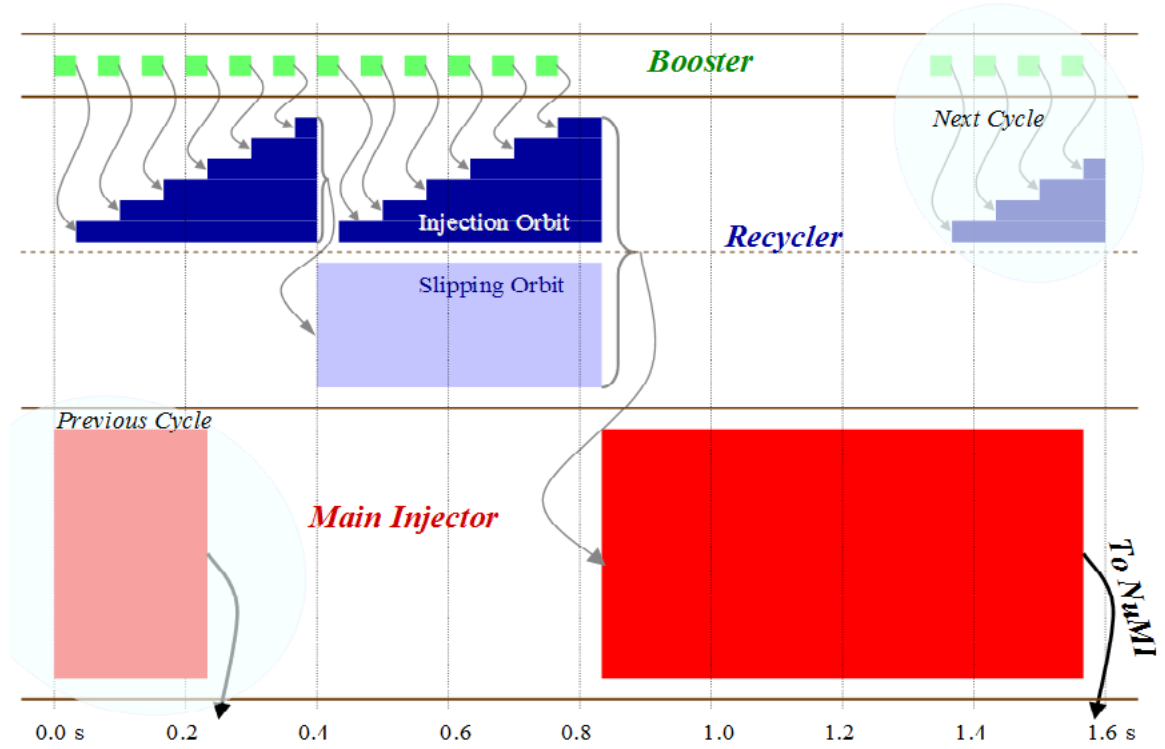 Booster
Next Cycle
Injection Orbit
Recycler
Slipping Orbit
Previous Cycle
Main Injector
To NuMI
0.0 s 0.2 0.4 0.6 0.8 1.0 1.2 1.4 1.6 s